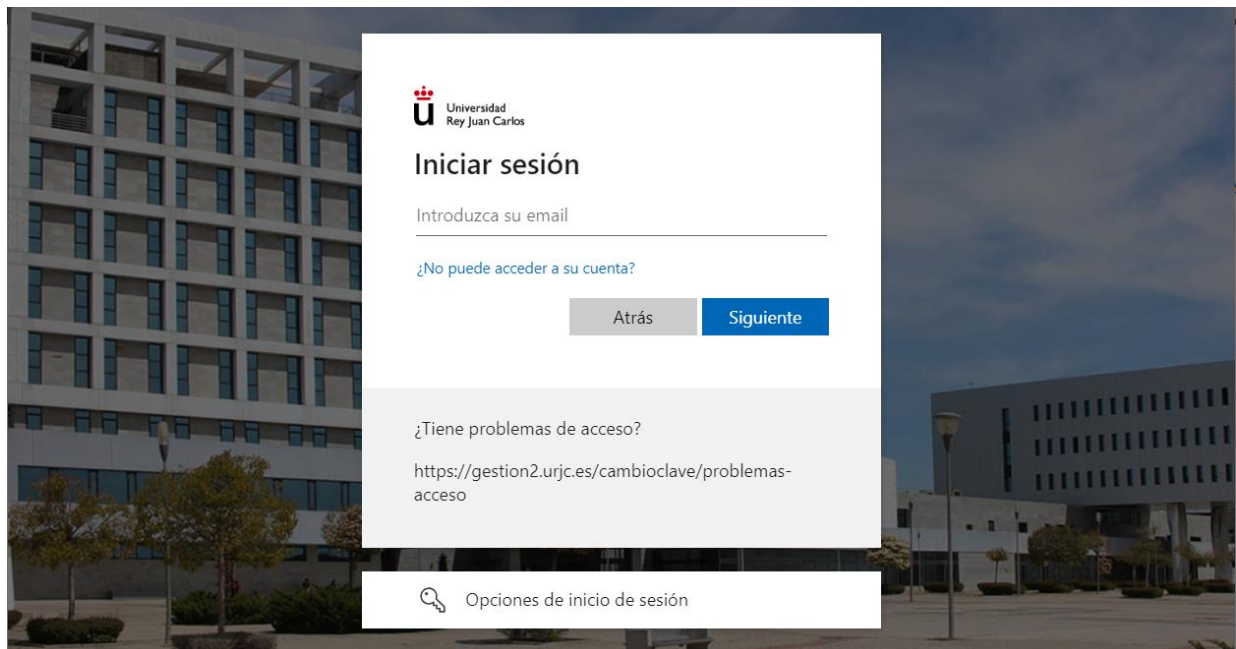 Universidad
Rey Juan Carlos
Iniciar sesión
Introduzca su email
¿No puede acceder a su cuenta?
Atrás Siguiente
¿Tiene problemas de acceso?
https://gestion2.urjc.es/cambioclave/problemas-
acceso
Opciones de inicio de sesión